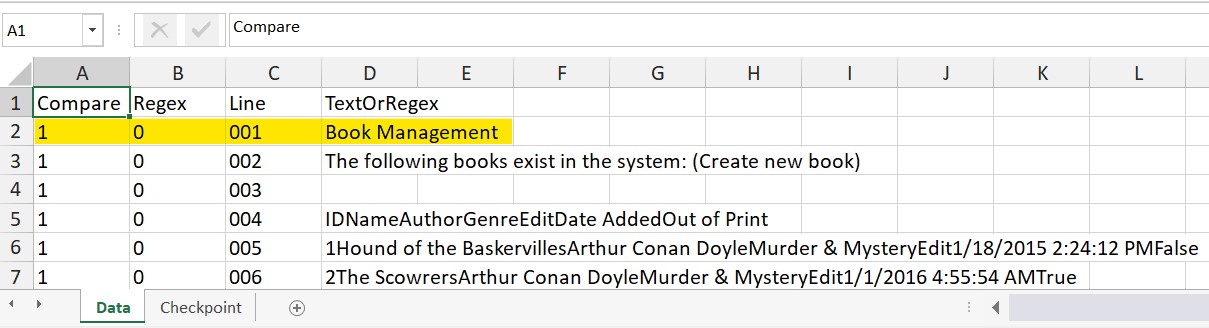 A1 Compare
A B C D E F G H I J K L
1 Compare Regex Line TextOrRegex
2 1 0 001 Book Management
3 1 0 002 The following books exist in the system: (Create new book)
4 1 0 003
5 1 0 004 IDNameAuthorGenreEditDate AddedOut of Print
6 1 0 005 1Hound of the BaskervillesArthur Conan DoyleMurder & MysteryEdit1/18/2015 2:24:12 PMFalse
7 1 0 006 2The ScowrersArthur Conan DoyleMurder & MysteryEdit1/1/2016 4:55:54 AMTrue
Data Checkpoint